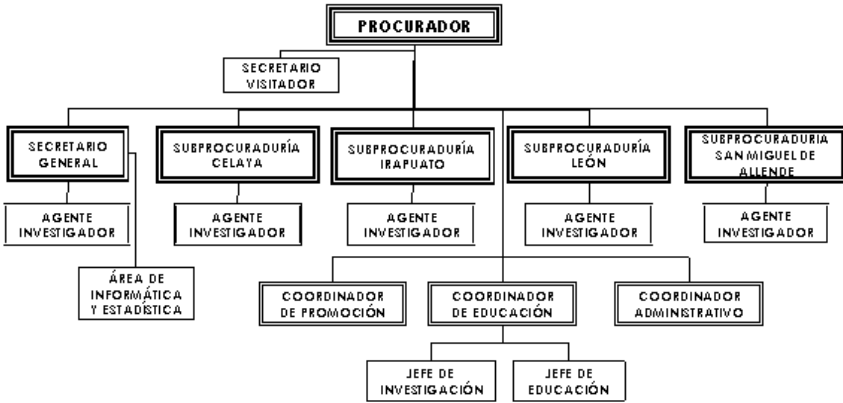 PROCURADOR
SECRETARIO
VISITADOR
SECRETARIO
GENERAL
SUBPROCURADURÍA
CELAYA
SUBPROCURADURÍA
IRAPUATO
SUBPROCURADURÍA
LEÓN
SUBPROCURADURIA
SAN MIGUEL DE
ALLENDE
AGENTE
INVESTIGADOR
AGENTE
INVESTIGADOR
AGENTE
INVESTIGADOR
AGENTE
INVESTIGADOR
AGENTE
INVESTIGADOR
ÁREA DE
INFORMÁTICA
Y ESTADÍSTICA
COORDINADOR
DE PROMOCIÓN
COORDINADOR
DE EDUCACIÓN
COORDINADOR
ADMINISTRATIVO
JEFE DE
INVESTIGACIÓN
JEFE DE
EDUCACIÓN